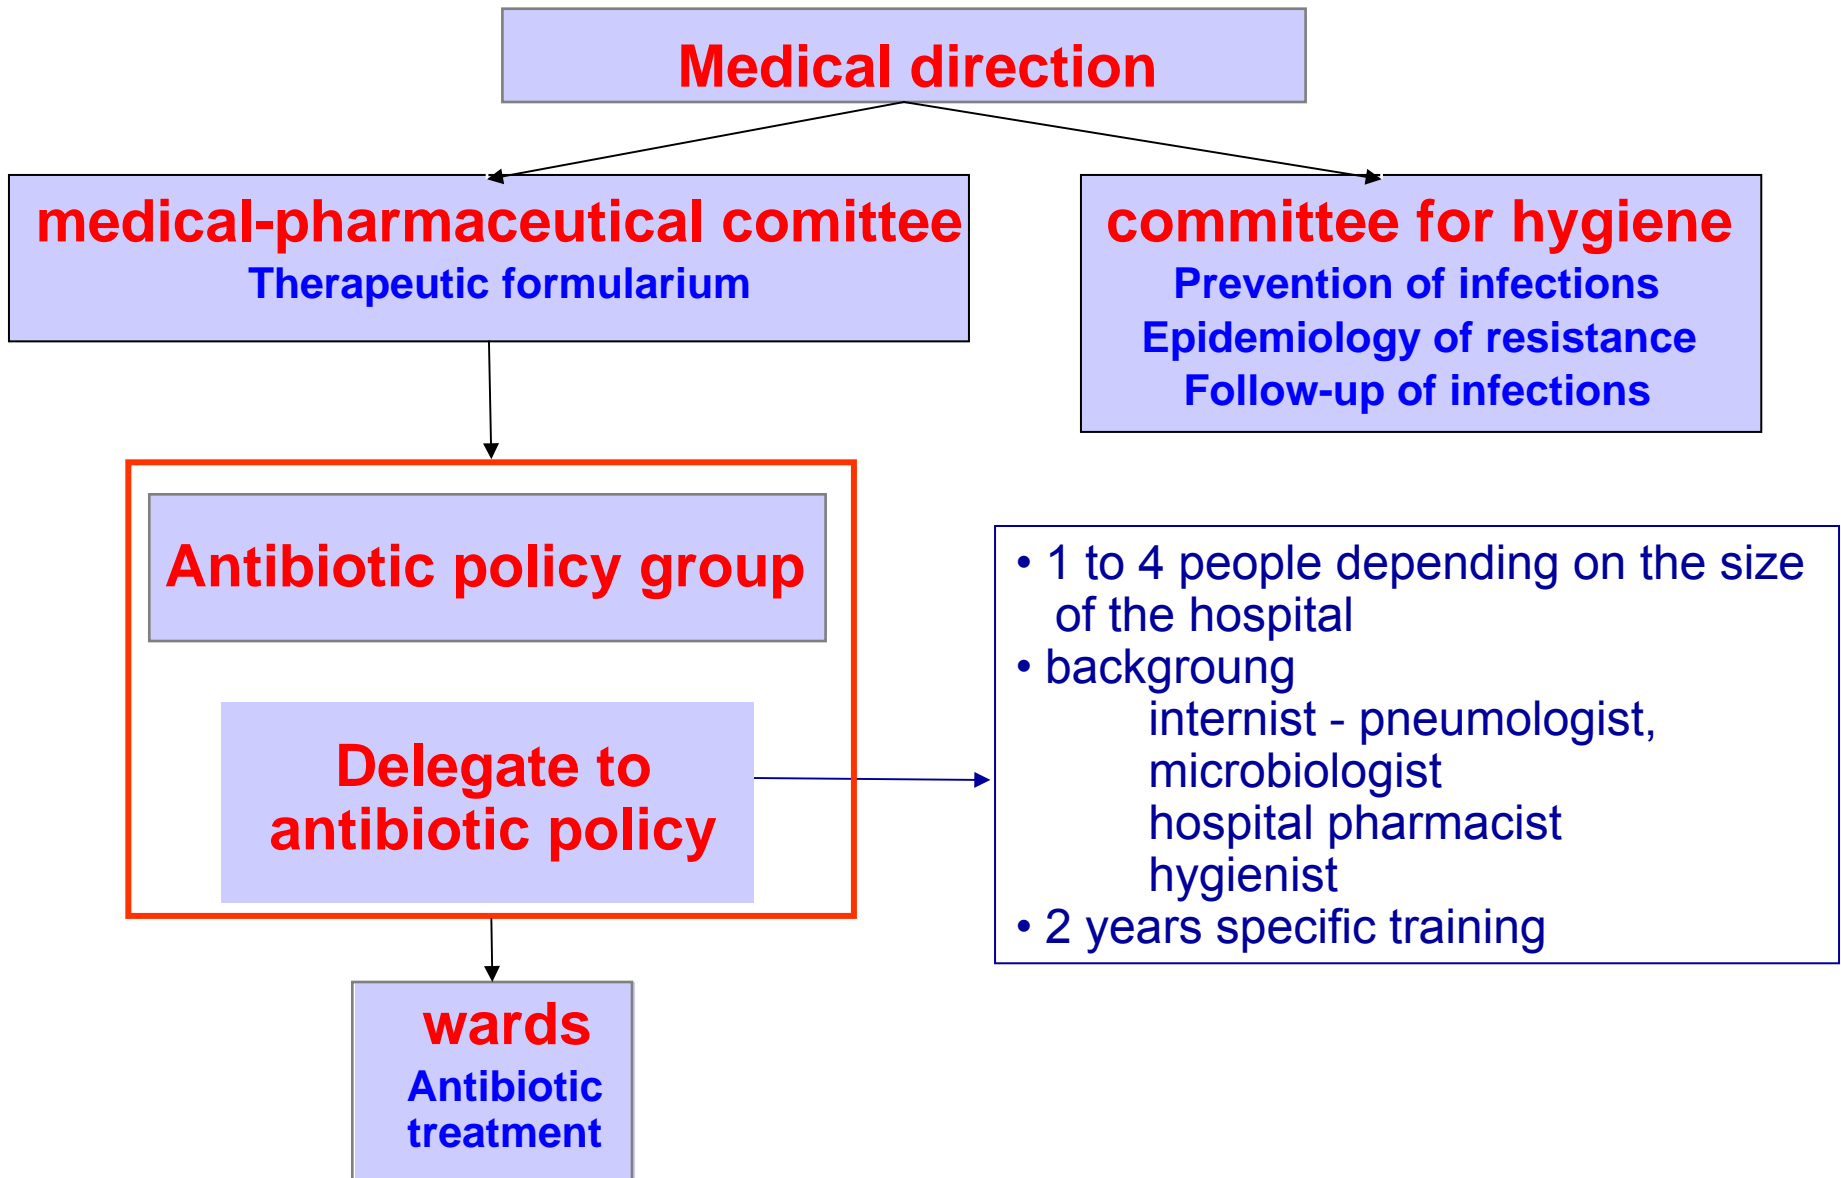 Medical direction
medical-pharmaceutical comittee
Therapeutic formularium
committee for hygiene
Prevention of infections
Epidemiology of resistance
Follow-up of infections
Antibiotic policy group
Delegate to
antibiotic policy
• 1 to 4 people depending on the size
of the hospital
• backgroung
internist - pneumologist,
microbiologist
hospital pharmacist
hygienist
• 2 years specific training
wards
Antibiotic
treatment